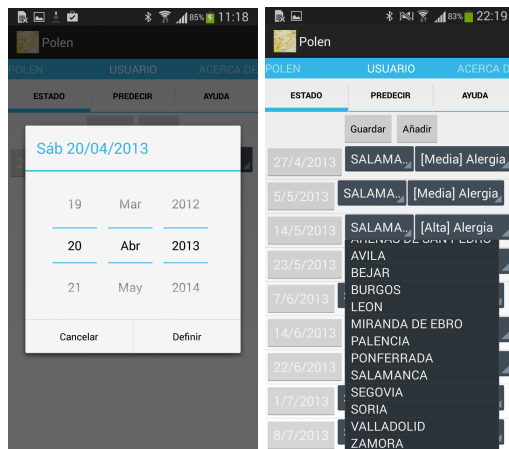 85% 11:18
Polen
POLEN USUARIO ACERCA DE
ESTADO PREDECIR AYUDA
Sáb 20/04/2013
19 Mar 2012
20 Abr 2013
21 May 2014
Cancelar Definir
83% 22:19
Polen
POLEN USUARIO ACERCA D
ESTADO PREDECIR AYUDA
Guardar Añadir
27/4/2013 SALAMA.. [Media] Alergia
5/5/2013 SALAMA.. [Media] Alergia
14/5/2013 SALAMA.. [Alta] Alergia
ARENAS DE SAN PEDRO
23/5/2013 AVILA
BEJAR
7/6/2013 BURGOS
LEON
14/6/2013 MIRANDA DE EBRO
PALENCIA
22/6/2013 PONFERRADA
SALAMANCA
1/7/2013 SEGOVIA
SORIA
8/7/2013 VALLADOLID
ZAMORA